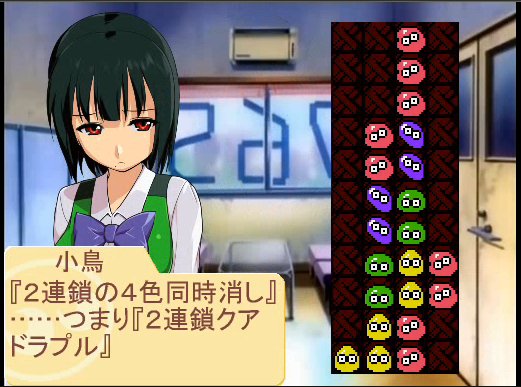 小鳥
『２連鎖の４色同時消し』
……つまり『２連鎖クア
ドラプル』